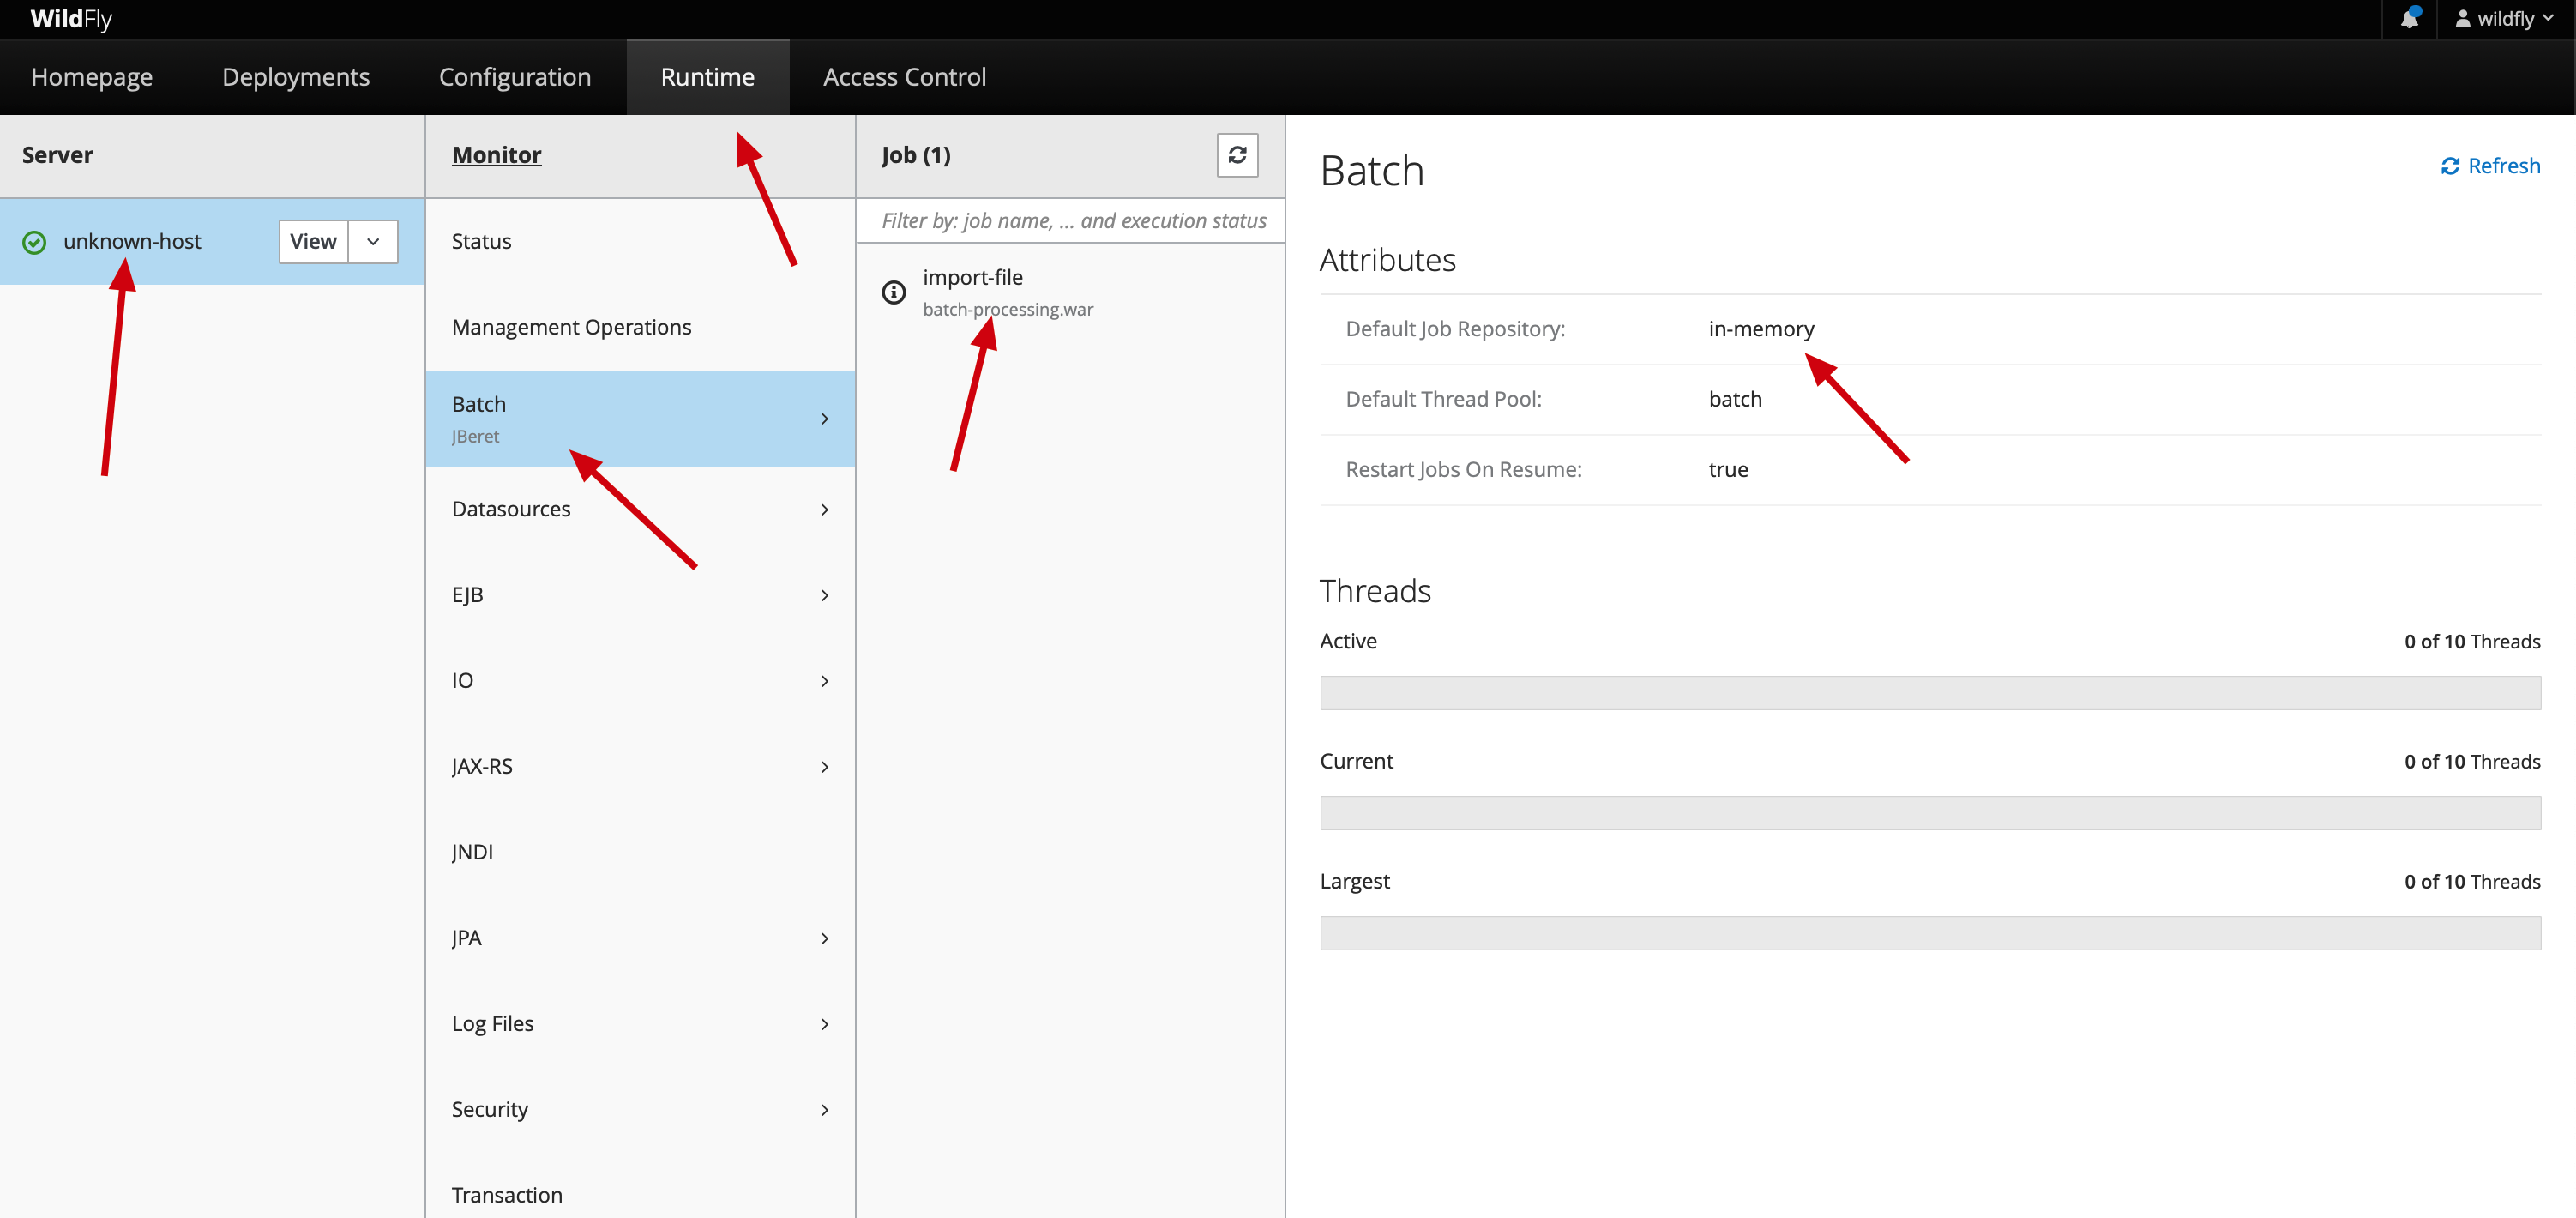 WildFly
wildfly
Homepage Deployments Configuration Runtime Access Control
Server
unknown-host View
Monitor
Status
Management Operations
Batch
JBeret
Datasources
EJB
IO
JAX-RS
JNDI
JPA
Log Files
Security
Transaction
Job (1)
Filter by: job name, ... and execution status
import-file
batch-processing.war
Batch
Refresh
Attributes
Default Job Repository: in-memory
Default Thread Pool: batch
Restart Jobs On Resume: true
Threads
Active 0 of 10 Threads
Current 0 of 10 Threads
Largest 0 of 10 Threads